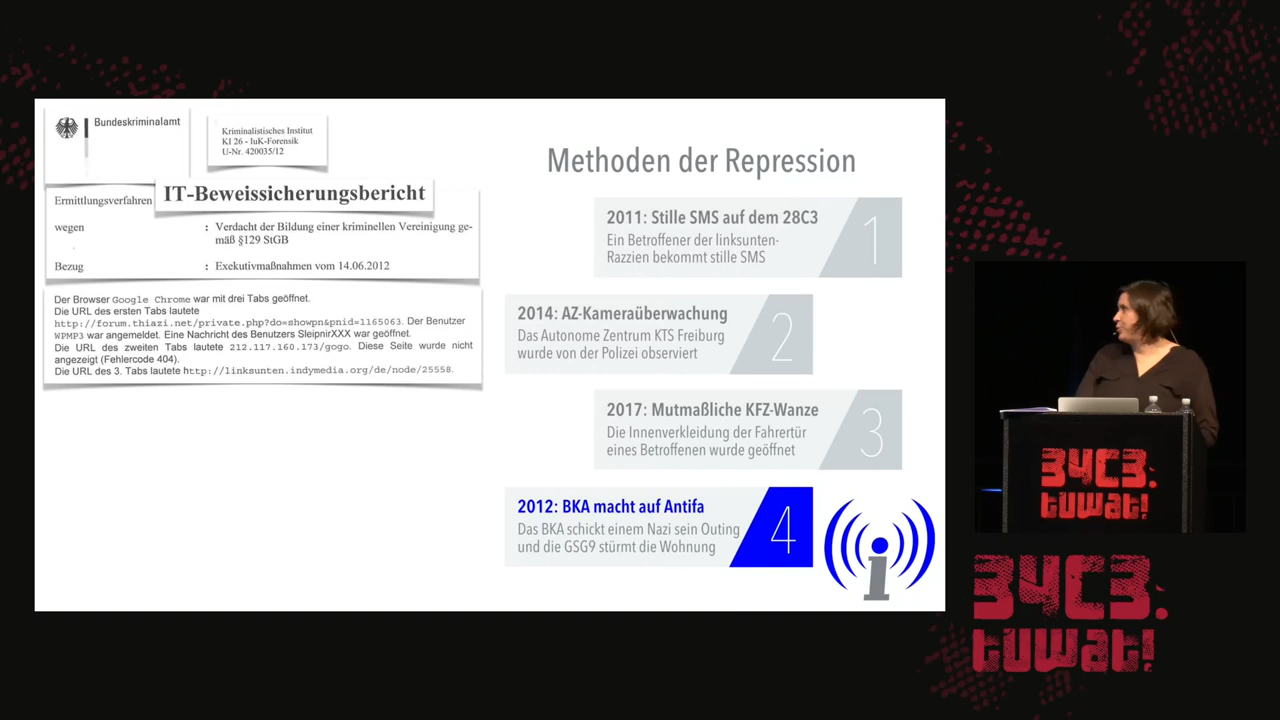 Bundeskriminalamt
Kriminalistisches Institut
KI 26 - IuK-Forensik
U-Nr. 420035/12
Ermittlungsverfahren
IT-Beweissicherungsbericht
wegen : Verdacht der Bildung einer kriminellen Vereinigung ge-
mäß §129 StGB
Bezug : Exekutivmaßnahmen vom 14.06.2012
Der Browser Google Chrome war mit drei Tabs geöffnet.
Die URL des ersten Tabs lautete
http://forum.thiazi.net/private.php?do=showpn&pnid=1165063. Der Benutzer
WPMP3 war angemeldet. Eine Nachricht des Benutzers SleipnirXXX war geöffnet.
Die URL des zweiten Tabs lautete 212.117.160.173/gogo. Diese Seite wurde nicht
angezeigt (Fehlercode 404).
Die URL des 3. Tabs lautete http://linksunten.indymedia.org/de/node/25558.
Methoden der Repression
2011: Stille SMS auf dem 28C3
Ein Betroffener der linksunten-
Razzien bekommt stille SMS
1
2014: AZ-Kameraüberwachung
Das Autonome Zentrum KTS Freiburg
wurde von der Polizei observiert
2
2017: Mutmaßliche KFZ-Wanze
Die Innenverkleidung der Fahrertür
eines Betroffenen wurde geöffnet
3
2012: BKA macht auf Antifa
Das BKA schickt einem Nazi sein Outing
und die GSG9 stürmt die Wohnung
4
i
34C3.
tuwat!
34C3.
tuwat!